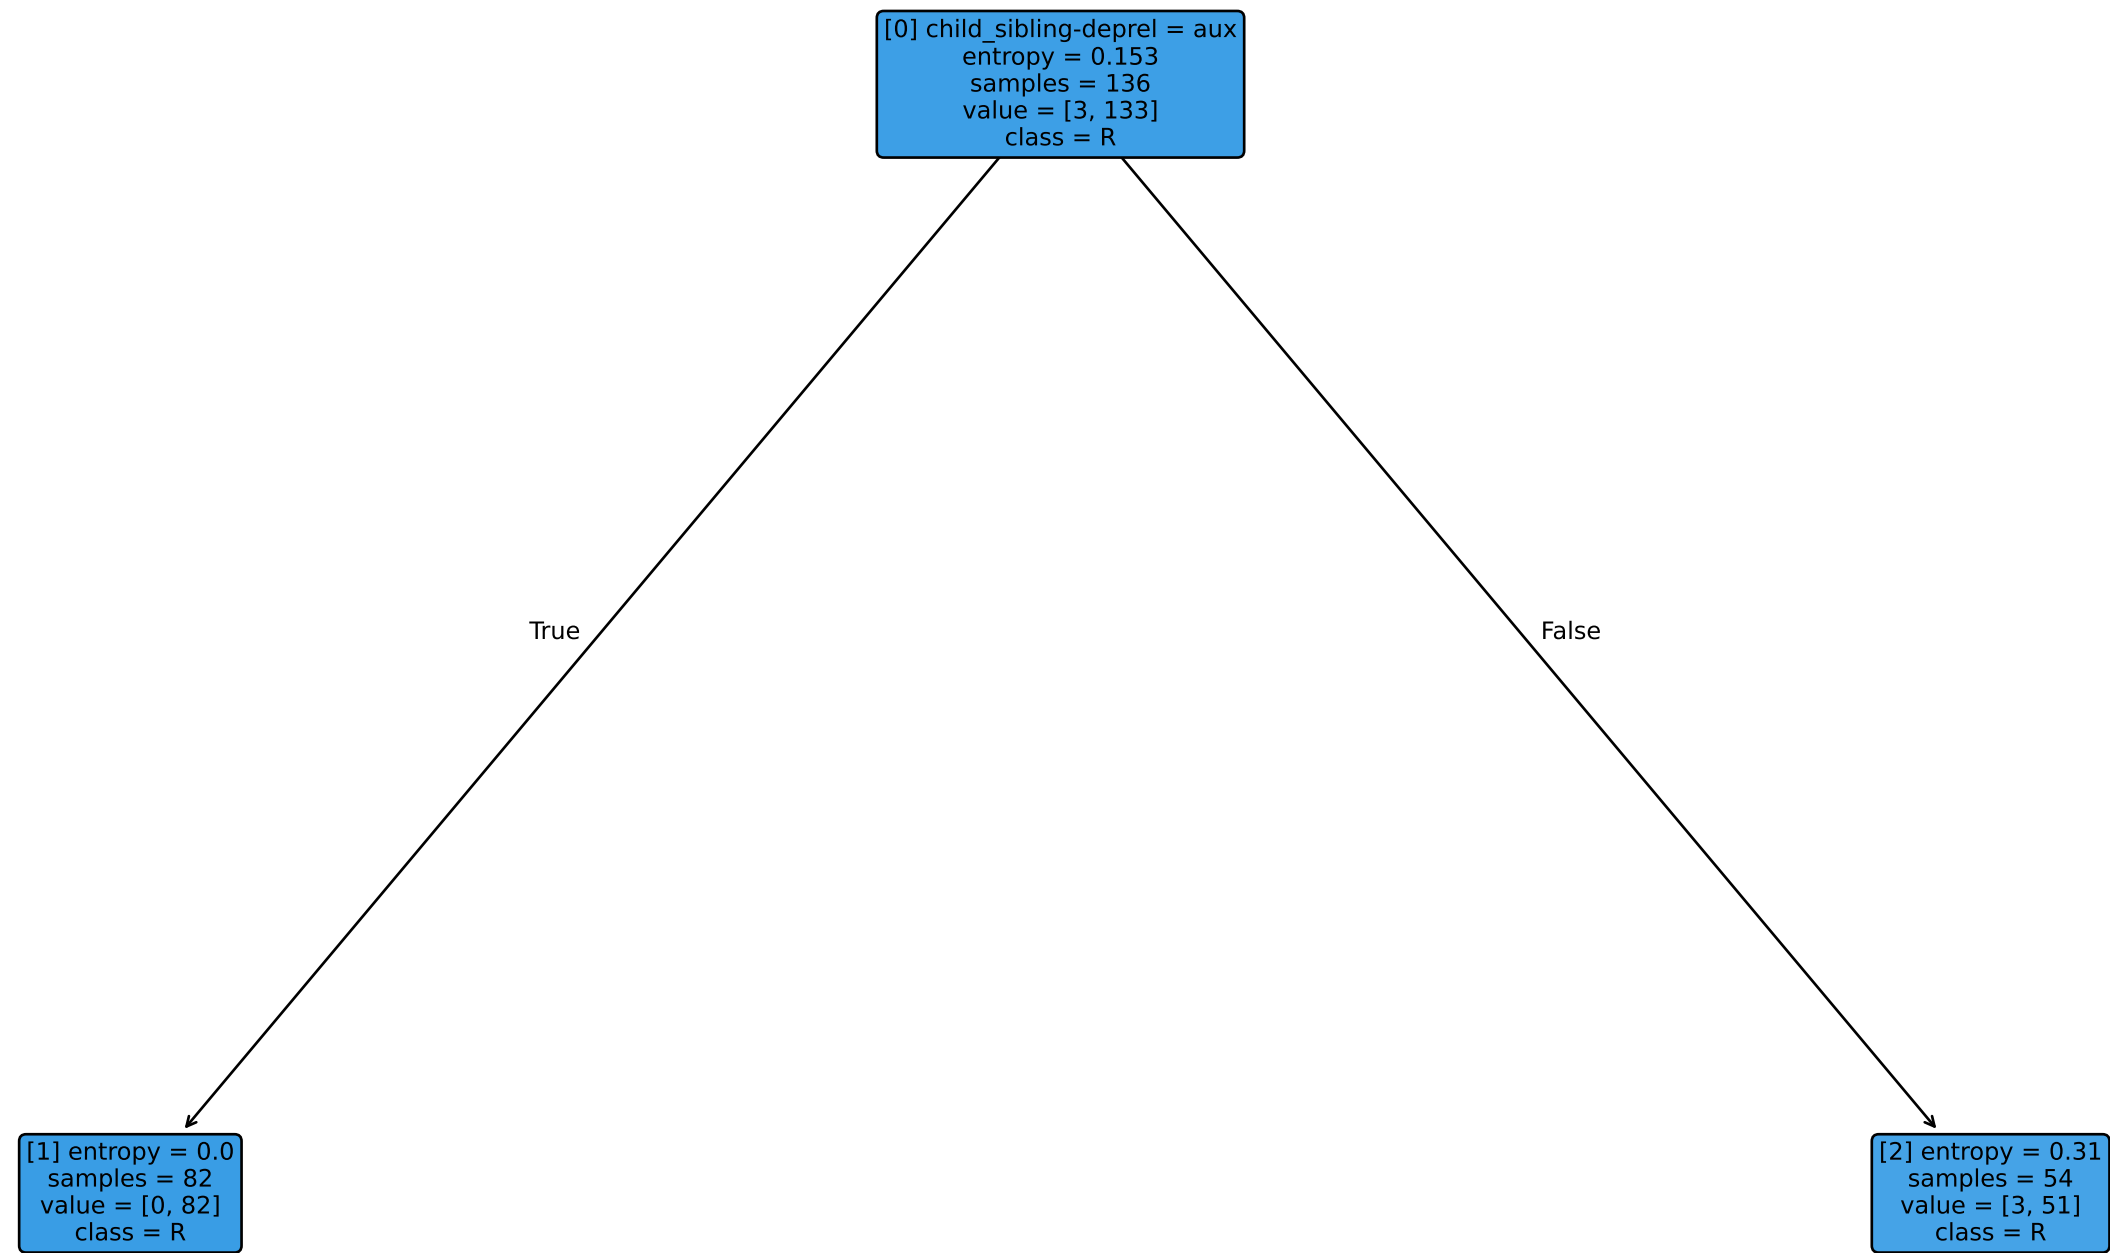 [0] child_sibling-deprel = aux
entropy = 0.153
samples = 136
value = [3, 133]
class = R
True
False
[1] entropy = 0.0
samples = 82
value = [0, 82]
class = R
[2] entropy = 0.31
samples = 54
value = [3, 51]
class = R